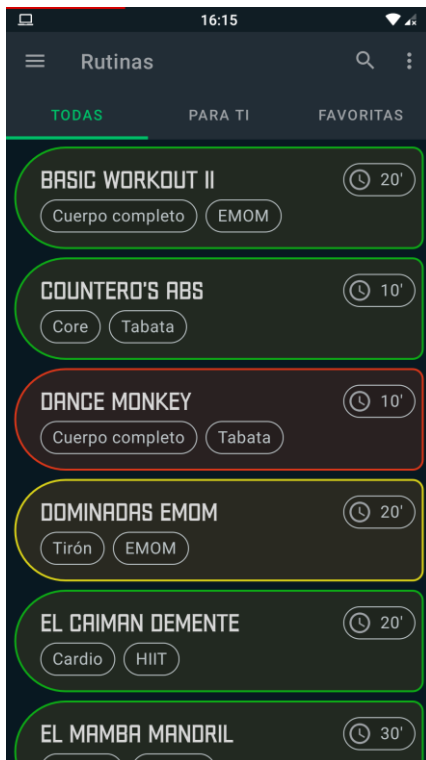 16:15
Rutinas
TODAS PARA TI FAVORITAS
BASIC WORKOUT II 20'
Cuerpo completo EMOM
COUNTERO'S ABS 10'
Core Tabata
DANCE MONKEY 10'
Cuerpo completo Tabata
DOMINADAS EMOM 20'
Tirón EMOM
EL CAIMAN DEMENTE 20'
Cardio HIIT
EL MAMBA MANDRIL 30'